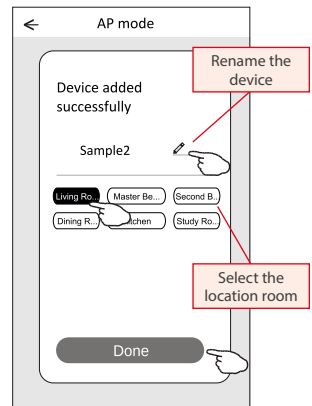 AP mode
Rename the
device
Device added
successfully
Sample2
Living Ro... Master Be... Second B...
Dining R... tchen Study Ro...
Select the
location room
Done